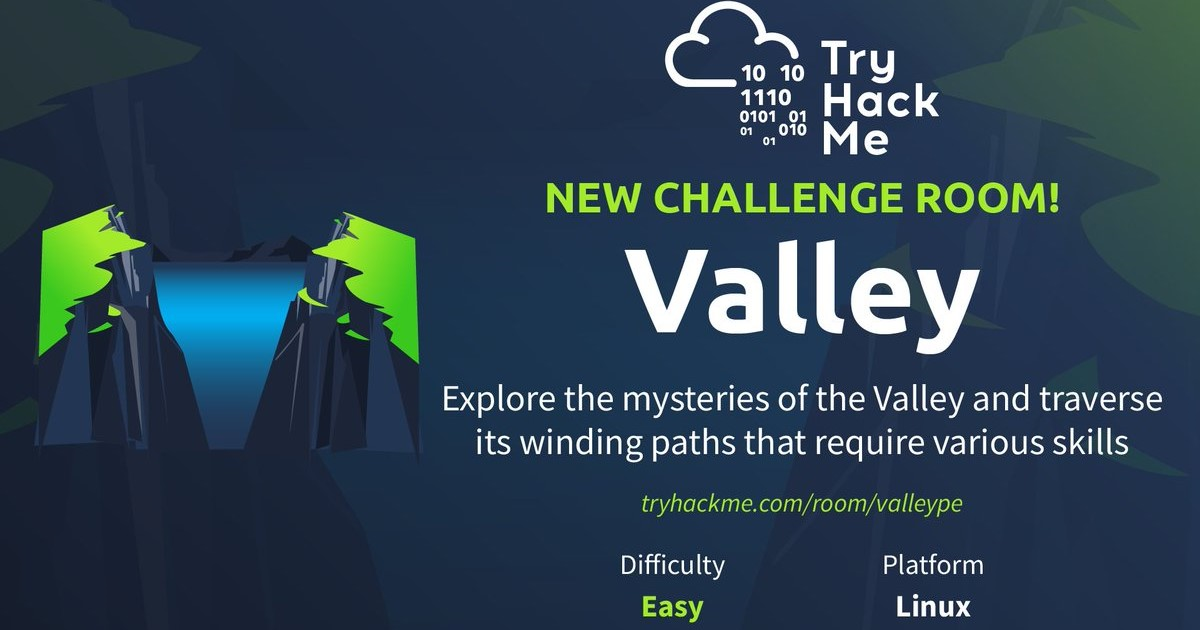 10 10
1110
0101 01
01 010
01
Try
Hack
Me
NEW CHALLENGE ROOM!
Valley
Explore the mysteries of the Valley and traverse
its winding paths that require various skills
tryhackme.com/room/valleype
Difficulty Platform
Easy Linux